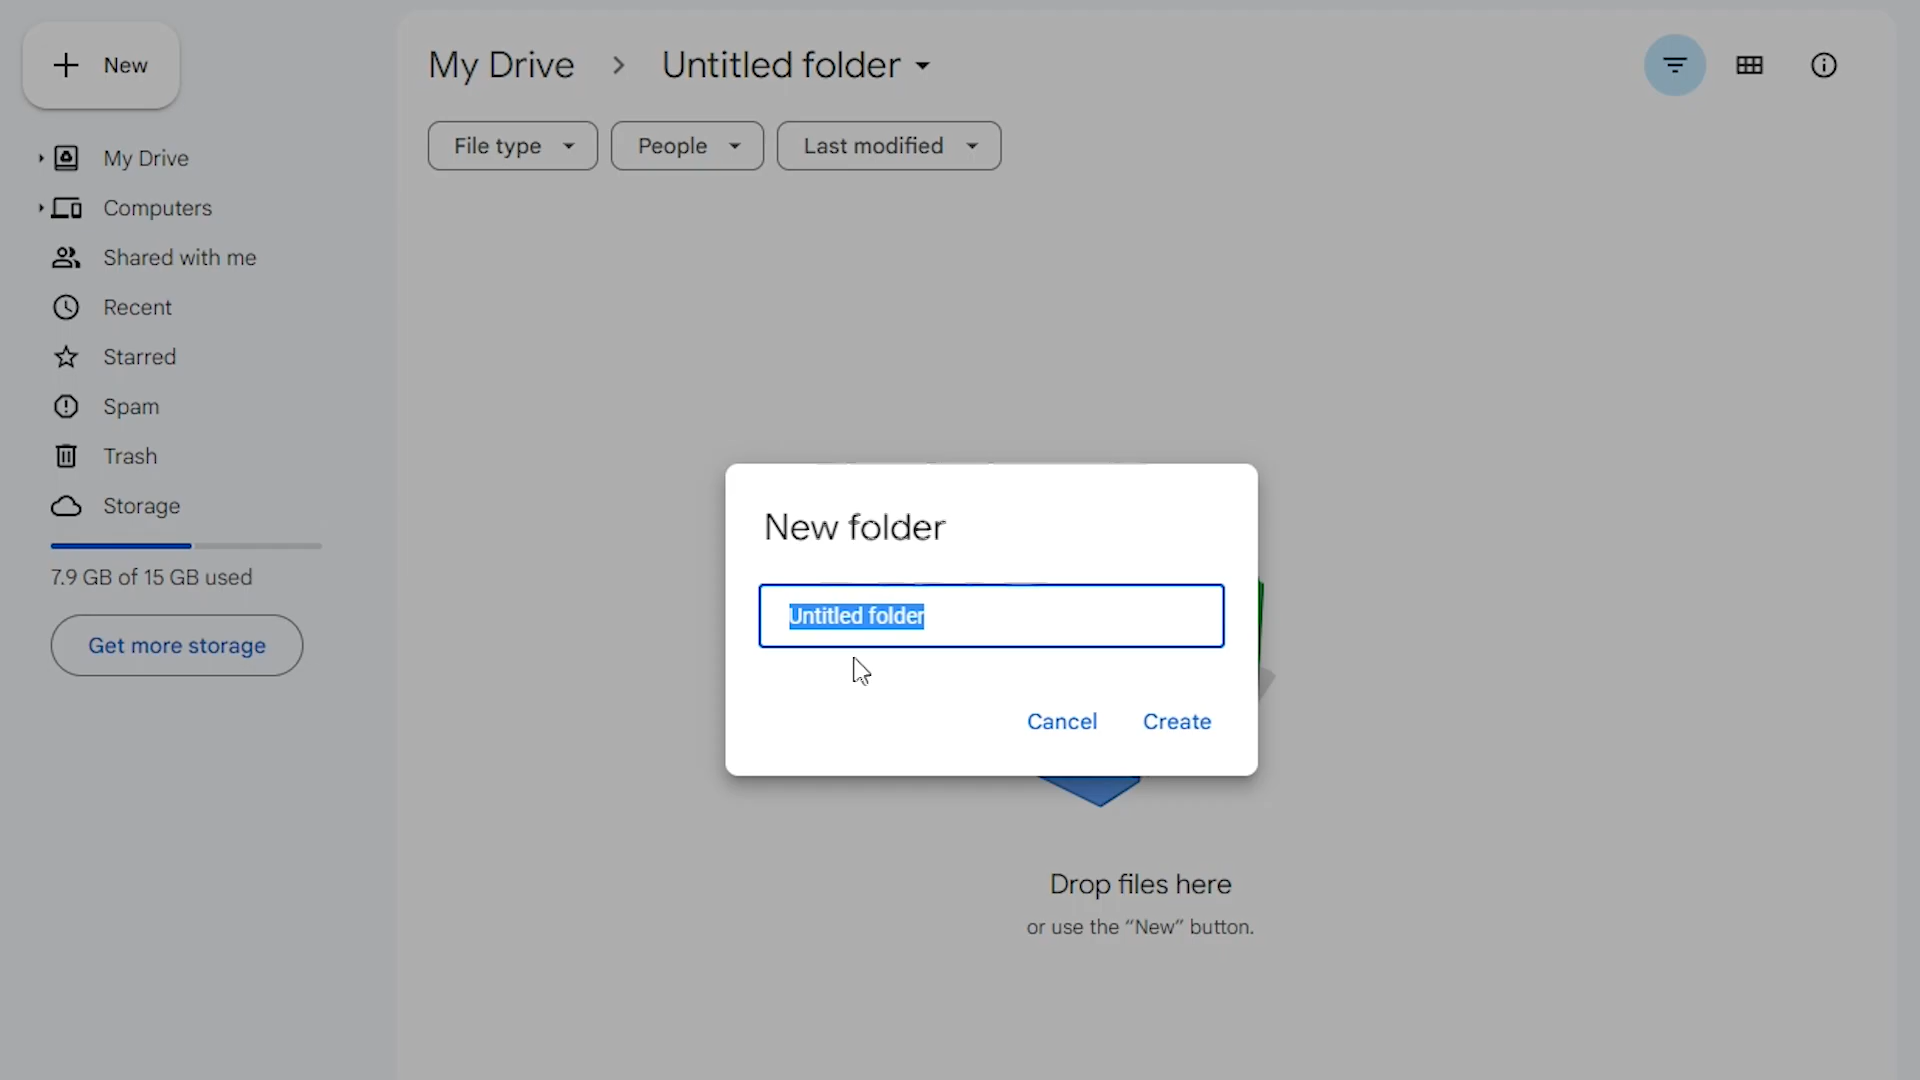 New
My Drive
Computers
Shared with me
Recent
Starred
Spam
Trash
Storage
7.9 GB of 15 GB used
Get more storage
My Drive > Untitled folder
File type
People
Last modified
New folder
Untitled folder
Cancel
Create
Drop files here
or use the “New” button.